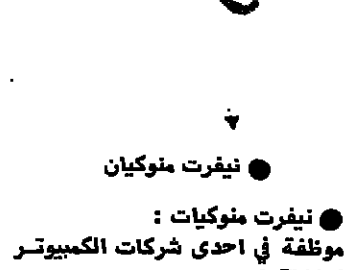 ● نيفرت منوكيان
● نيفرت منوكيات :
موظفة في احدى شركات الكمبيوتر